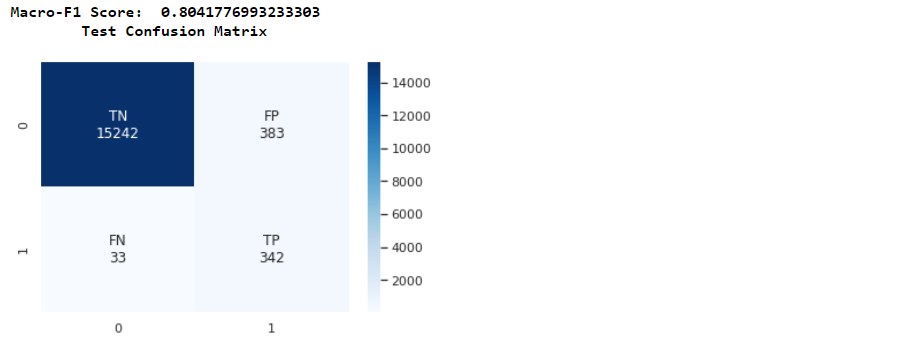 Macro-F1 Score:  0.8041776993233303
Test Confusion Matrix
TN
15242
FP
383
FN
33
TP
342
0
1
0
1
14000
12000
10000
8000
6000
4000
2000